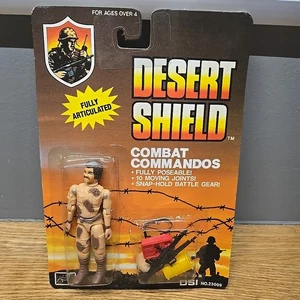 FOR AGES OVER 4
DESERT
SHIELD
TM
FULLY
ARTICULATED
COMBAT
COMMANDOS
• FULLY POSEABLE!
• 10 MOVING JOINTS!
• SNAP-HOLD BATTLE GEAR!
DSI NO.23009